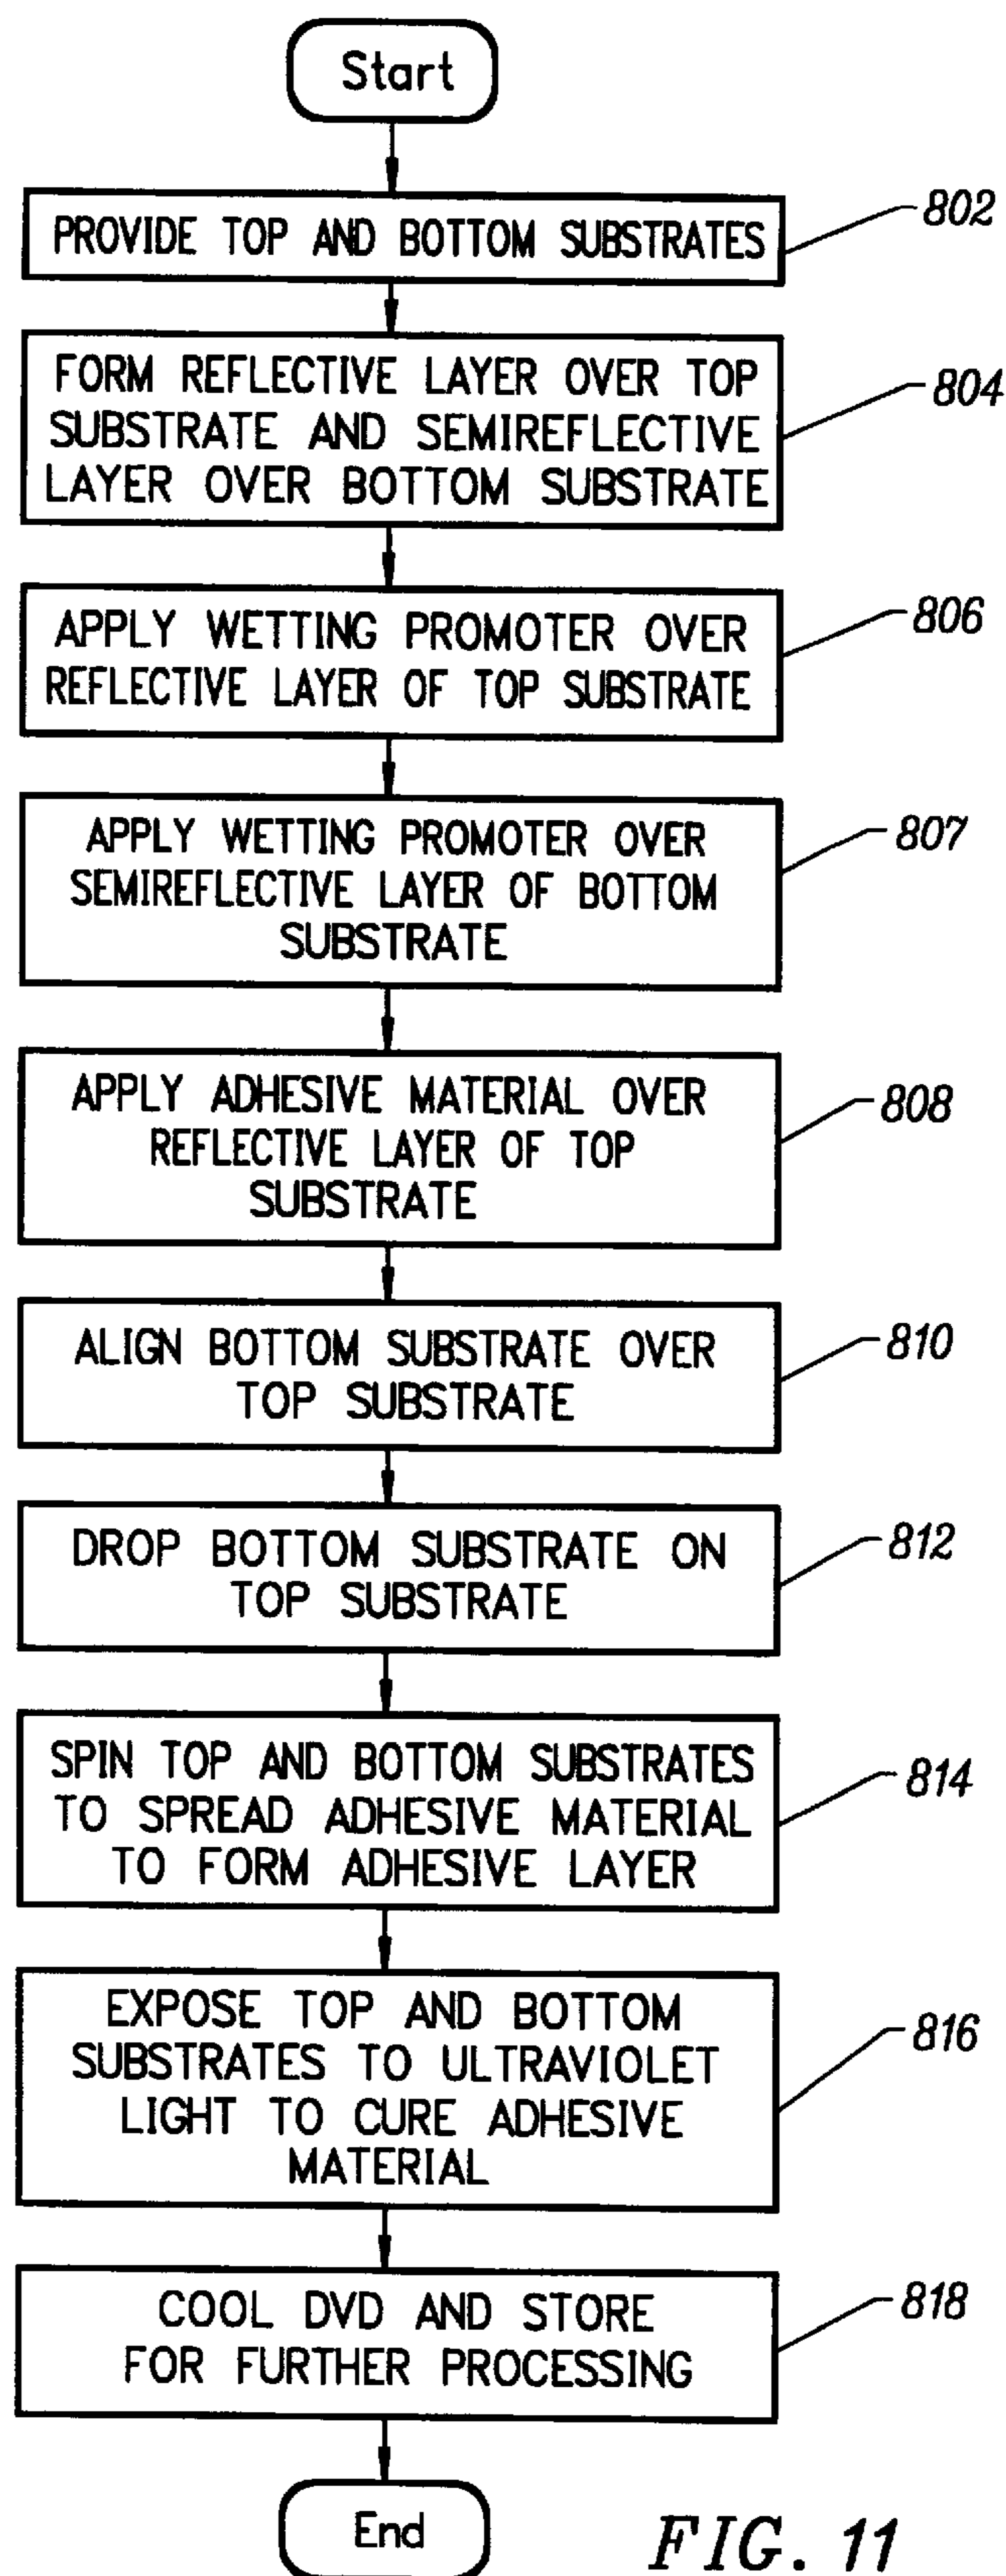 Start
PROVIDE TOP AND BOTTOM SUBSTRATES
802
FORM REFLECTIVE LAYER OVER TOP
SUBSTRATE AND SEMIREFLECTIVE
LAYER OVER BOTTOM SUBSTRATE
804
APPLY WETTING PROMOTER OVER
REFLECTIVE LAYER OF TOP SUBSTRATE
806
APPLY WETTING PROMOTER OVER
SEMIREFLECTIVE LAYER OF BOTTOM
SUBSTRATE
807
APPLY ADHESIVE MATERIAL OVER
REFLECTIVE LAYER OF TOP
SUBSTRATE
808
ALIGN BOTTOM SUBSTRATE OVER
TOP SUBSTRATE
810
DROP BOTTOM SUBSTRATE ON
TOP SUBSTRATE
812
SPIN TOP AND BOTTOM SUBSTRATES
TO SPREAD ADHESIVE MATERIAL
TO FORM ADHESIVE LAYER
814
EXPOSE TOP AND BOTTOM
SUBSTRATES TO ULTRAVIOLET
LIGHT TO CURE ADHESIVE
MATERIAL
816
COOL DVD AND STORE
FOR FURTHER PROCESSING
818
End
FIG. 11